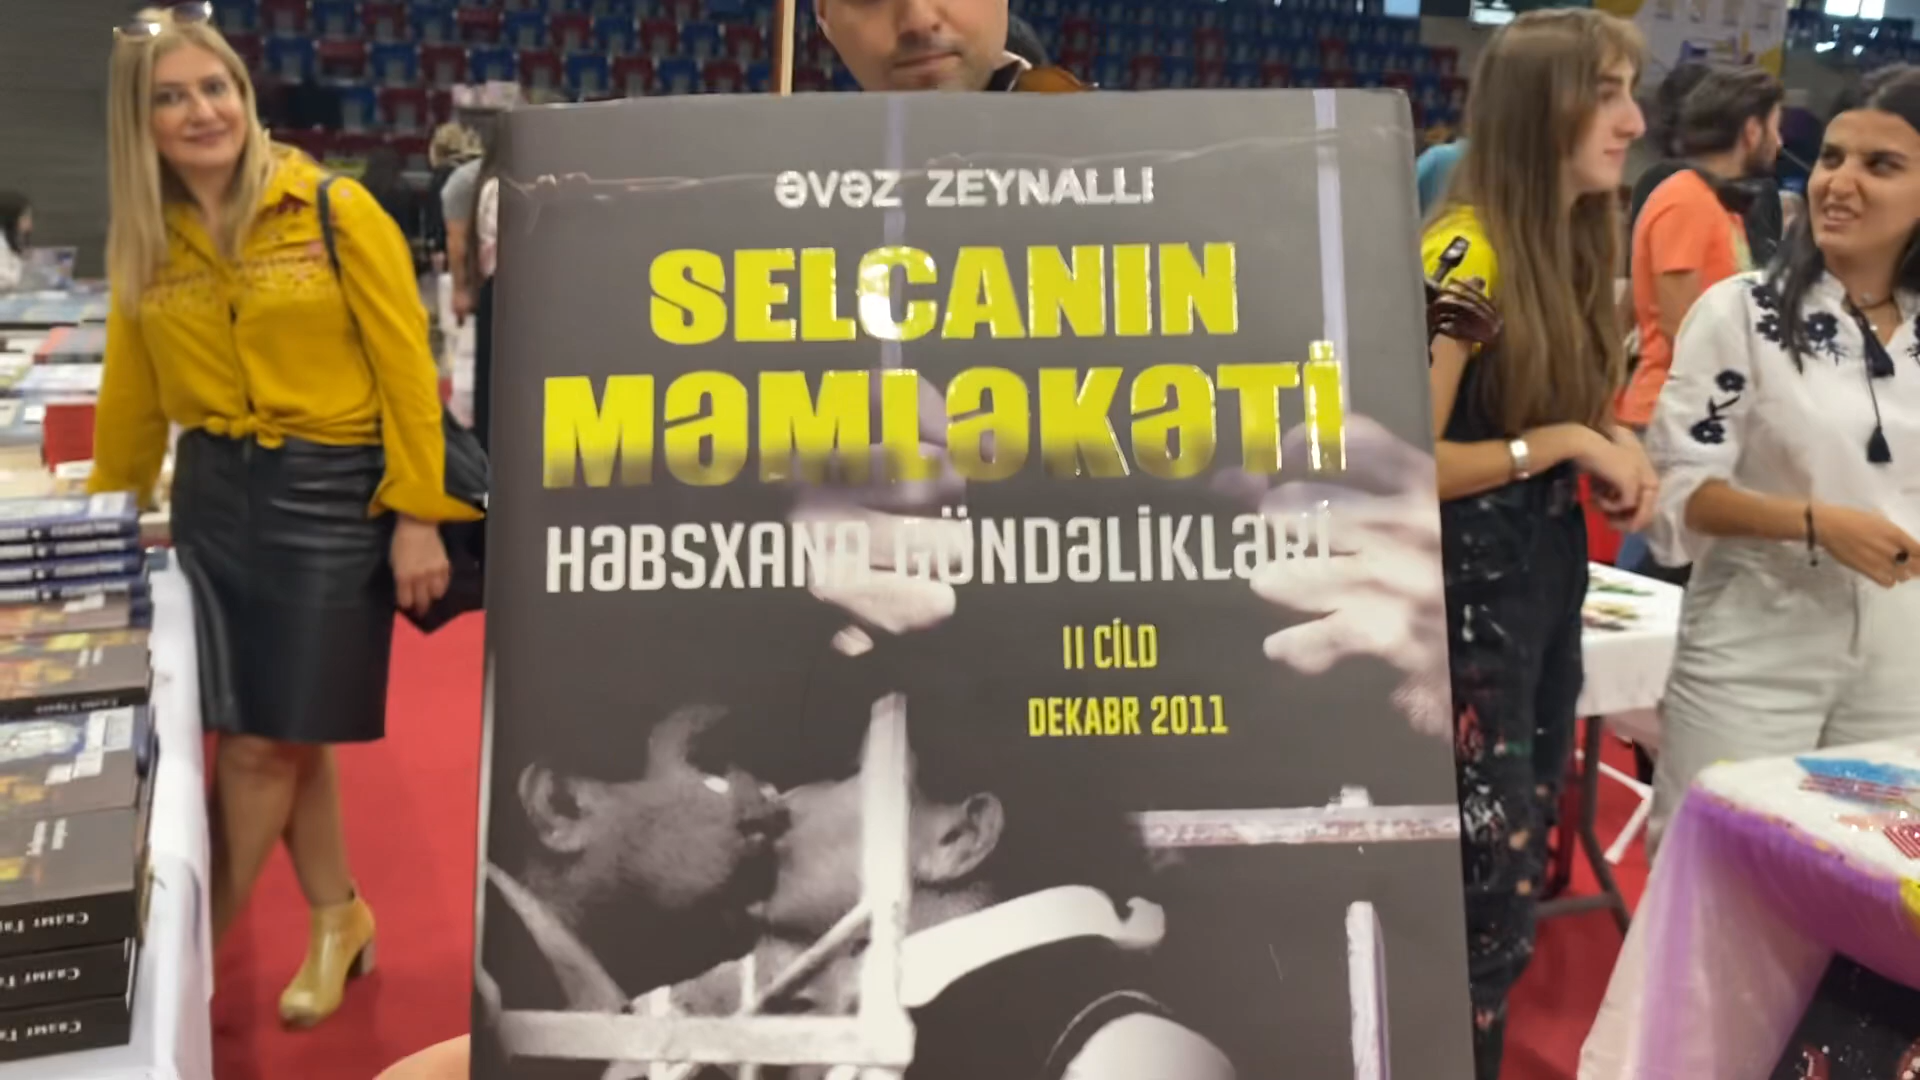 ƏVƏZ ZEYNALLI
SELCANIN
MƏMLƏKƏTİ
HƏBSXANA GÜNDƏLİKLƏRİ
II CİLD
DEKABR 2011